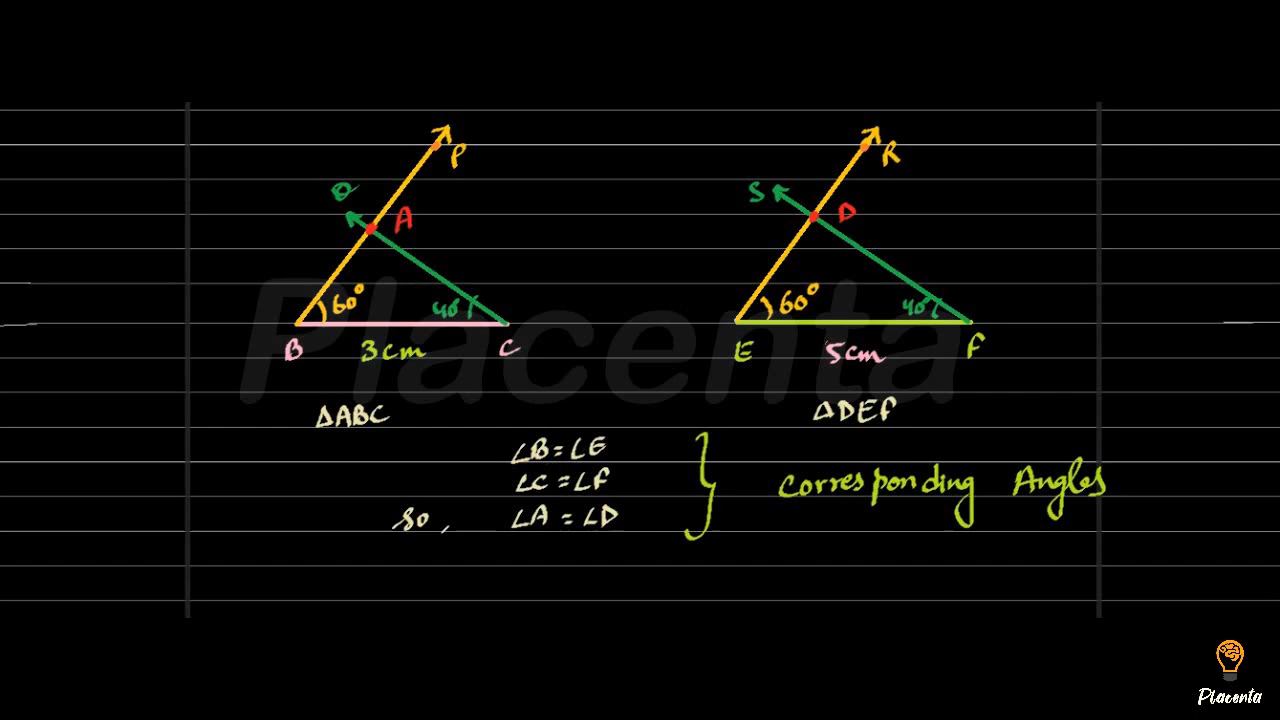 P
Q
A
60°
40°
B
3cm
C
R
S
D
60°
40°
E
5cm
F
ΔABC
ΔDEF
∠B=∠E
∠C=∠F
so, ∠A=∠D
corresponding Angles
Placenta
Placenta